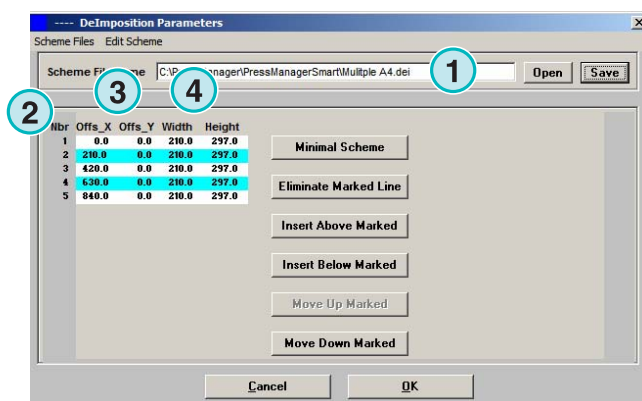 ---- DeImposition Parameters
Scheme Files Edit Scheme
Scheme File C:\P nager\PressManagerSmart\Mulitple A4.dei 1 Open Save
2 3 4
Nbr Offs_X Offs_Y Width Height
1 0.0 0.0 210.0 297.0
2 210.0 0.0 210.0 297.0
3 420.0 0.0 210.0 297.0
4 630.0 0.0 210.0 297.0
5 840.0 0.0 210.0 297.0
Minimal Scheme
Eliminate Marked Line
Insert Above Marked
Insert Below Marked
Move Up Marked
Move Down Marked
Cancel OK